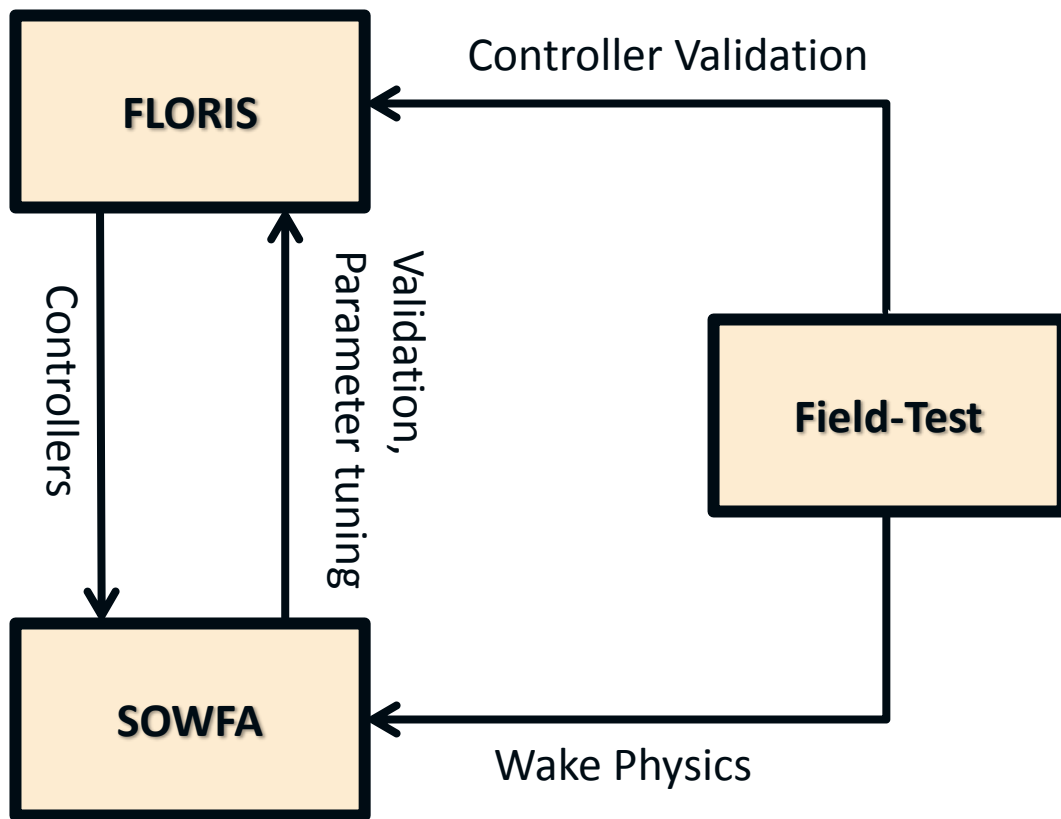 Controller Validation
FLORIS
Controllers
Validation,
Parameter tuning
Field-Test
SOWFA
Wake Physics